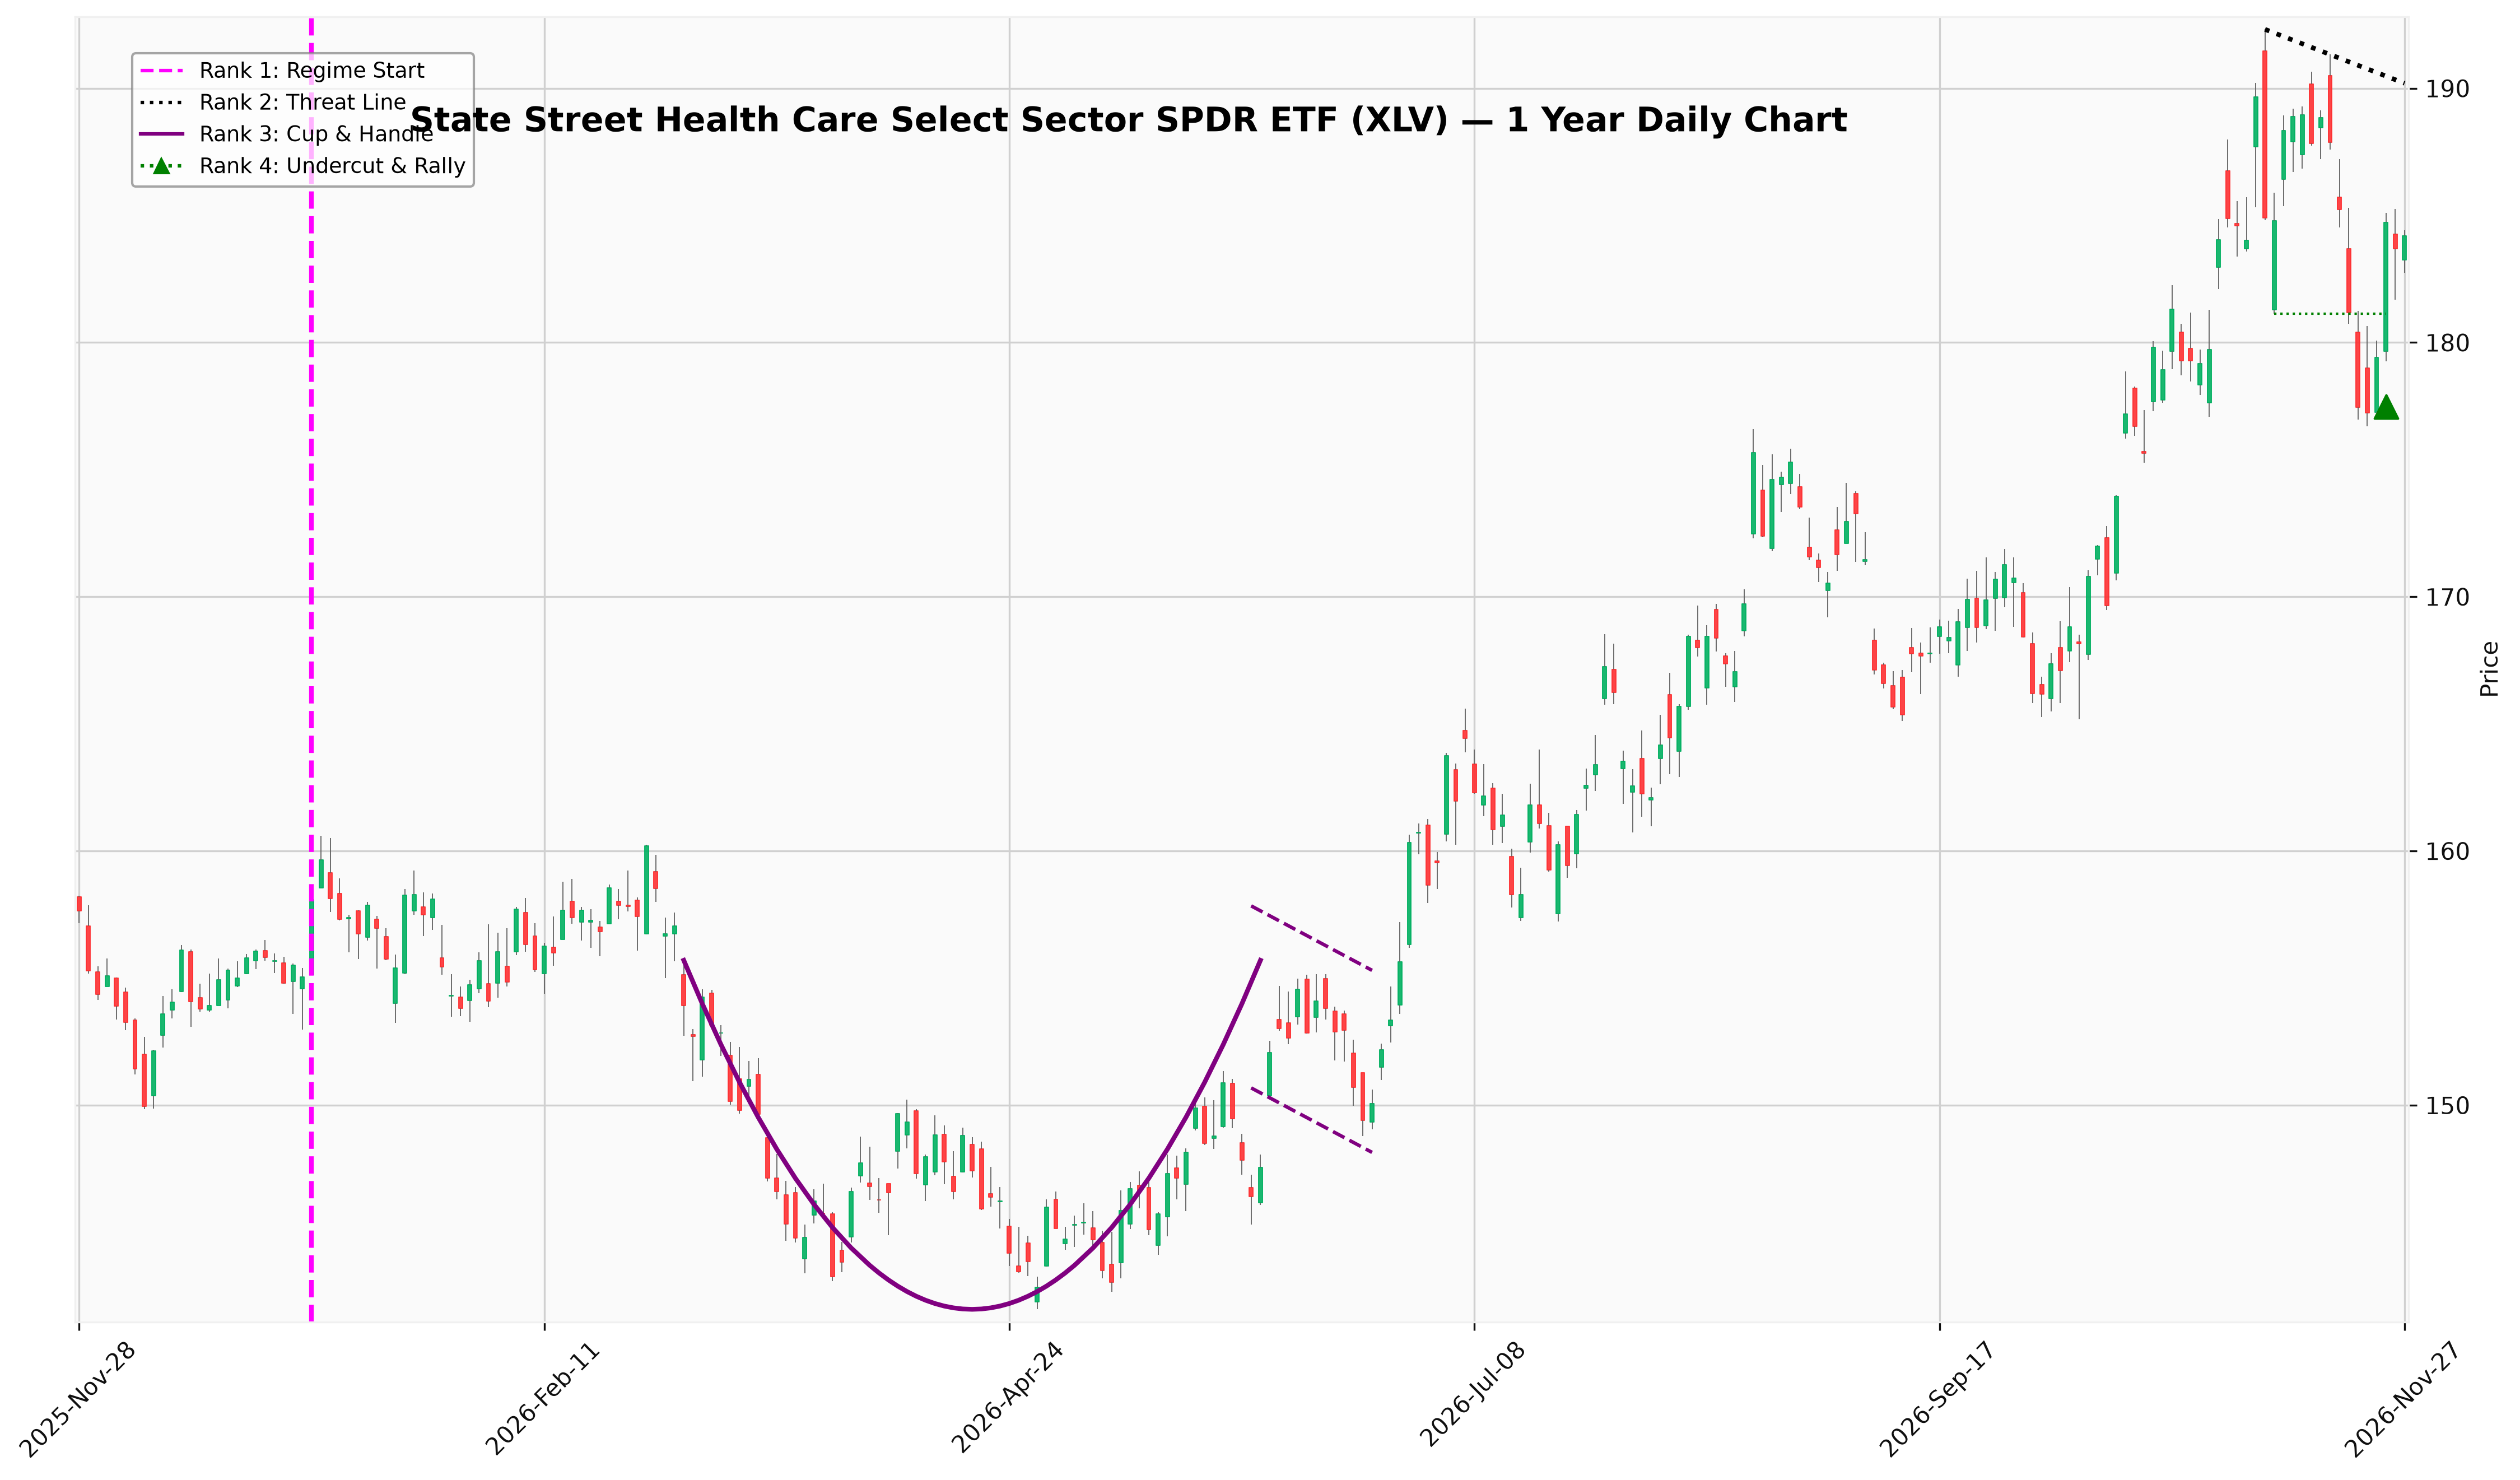 State Street Health Care Select Sector SPDR ETF (XLV) — 1 Year Daily Chart
Rank 1: Regime Start
Rank 2: Threat Line
Rank 3: Cup & Handle
Rank 4: Undercut & Rally
190
180
170
160
150
Price
2025-Nov-28
2026-Feb-11
2026-Apr-24
2026-Jul-08
2026-Sep-17
2026-Nov-27